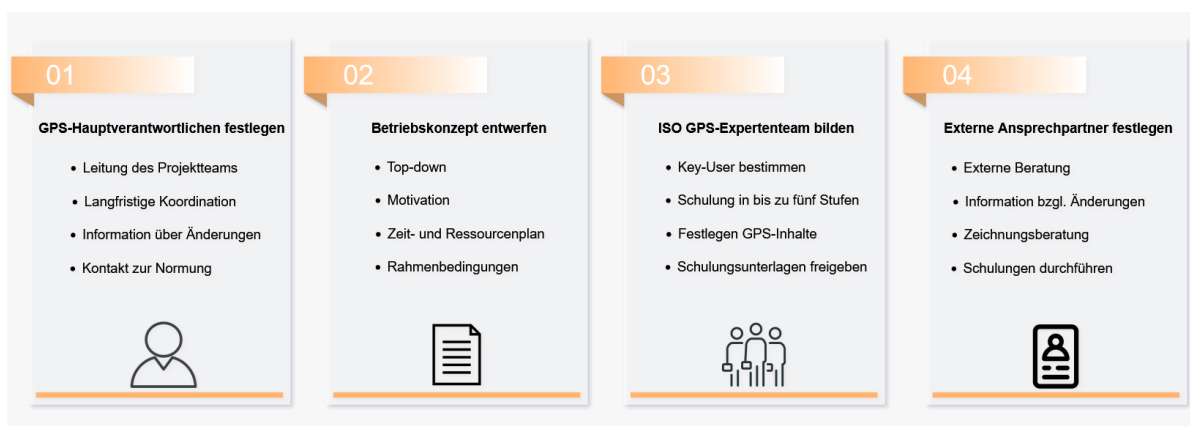 01
GPS-Hauptverantwortlichen festlegen
• Leitung des Projektteams
• Langfristige Koordination
• Information über Änderungen
• Kontakt zur Normung
02
Betriebskonzept entwerfen
• Top-down
• Motivation
• Zeit- und Ressourcenplan
• Rahmenbedingungen
03
ISO GPS-Expertenteam bilden
• Key-User bestimmen
• Schulung in bis zu fünf Stufen
• Festlegen GPS-Inhalte
• Schulungsunterlagen freigeben
04
Externe Ansprechpartner festlegen
• Externe Beratung
• Information bzgl. Änderungen
• Zeichnungsberatung
• Schulungen durchführen